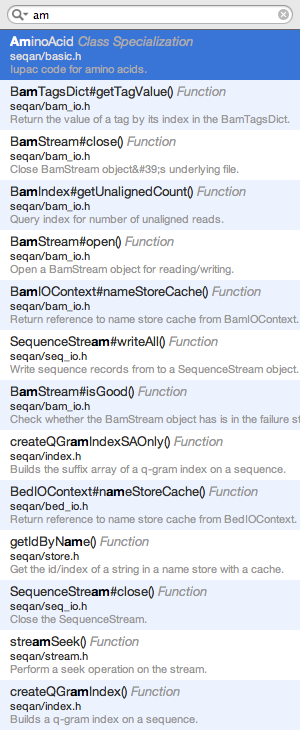 am
AminoAcid Class Specialization
seqan/basic.h
Iupac code for amino acids.
BamTagsDict#getTagValue() Function
seqan/bam_io.h
Return the value of a tag by its index in the BamTagsDict.
BamStream#close() Function
seqan/bam_io.h
Close BamStream object&#39;s underlying file.
BamIndex#getUnalignedCount() Function
seqan/bam_io.h
Query index for number of unaligned reads.
BamStream#open() Function
seqan/bam_io.h
Open a BamStream object for reading/writing.
BamIOContext#nameStoreCache() Function
seqan/bam_io.h
Return reference to name store cache from BamIOContext.
SequenceStream#writeAll() Function
seqan/seq_io.h
Write sequence records from to a SequenceStream object.
BamStream#isGood() Function
seqan/bam_io.h
Check whether the BamStream object has is in the failure st
createQGramIndexSAOnly() Function
seqan/index.h
Builds the suffix array of a q-gram index on a sequence.
BedIOContext#nameStoreCache() Function
seqan/bed_io.h
Return reference to name store cache from BedIOContext.
getIdByName() Function
seqan/store.h
Get the id/index of a string in a name store with a cache.
SequenceStream#close() Function
seqan/seq_io.h
Close the SequenceStream.
streamSeek() Function
seqan/stream.h
Perform a seek operation on the stream.
createQGramIndex() Function
seqan/index.h
Builds a q-gram index on a sequence.